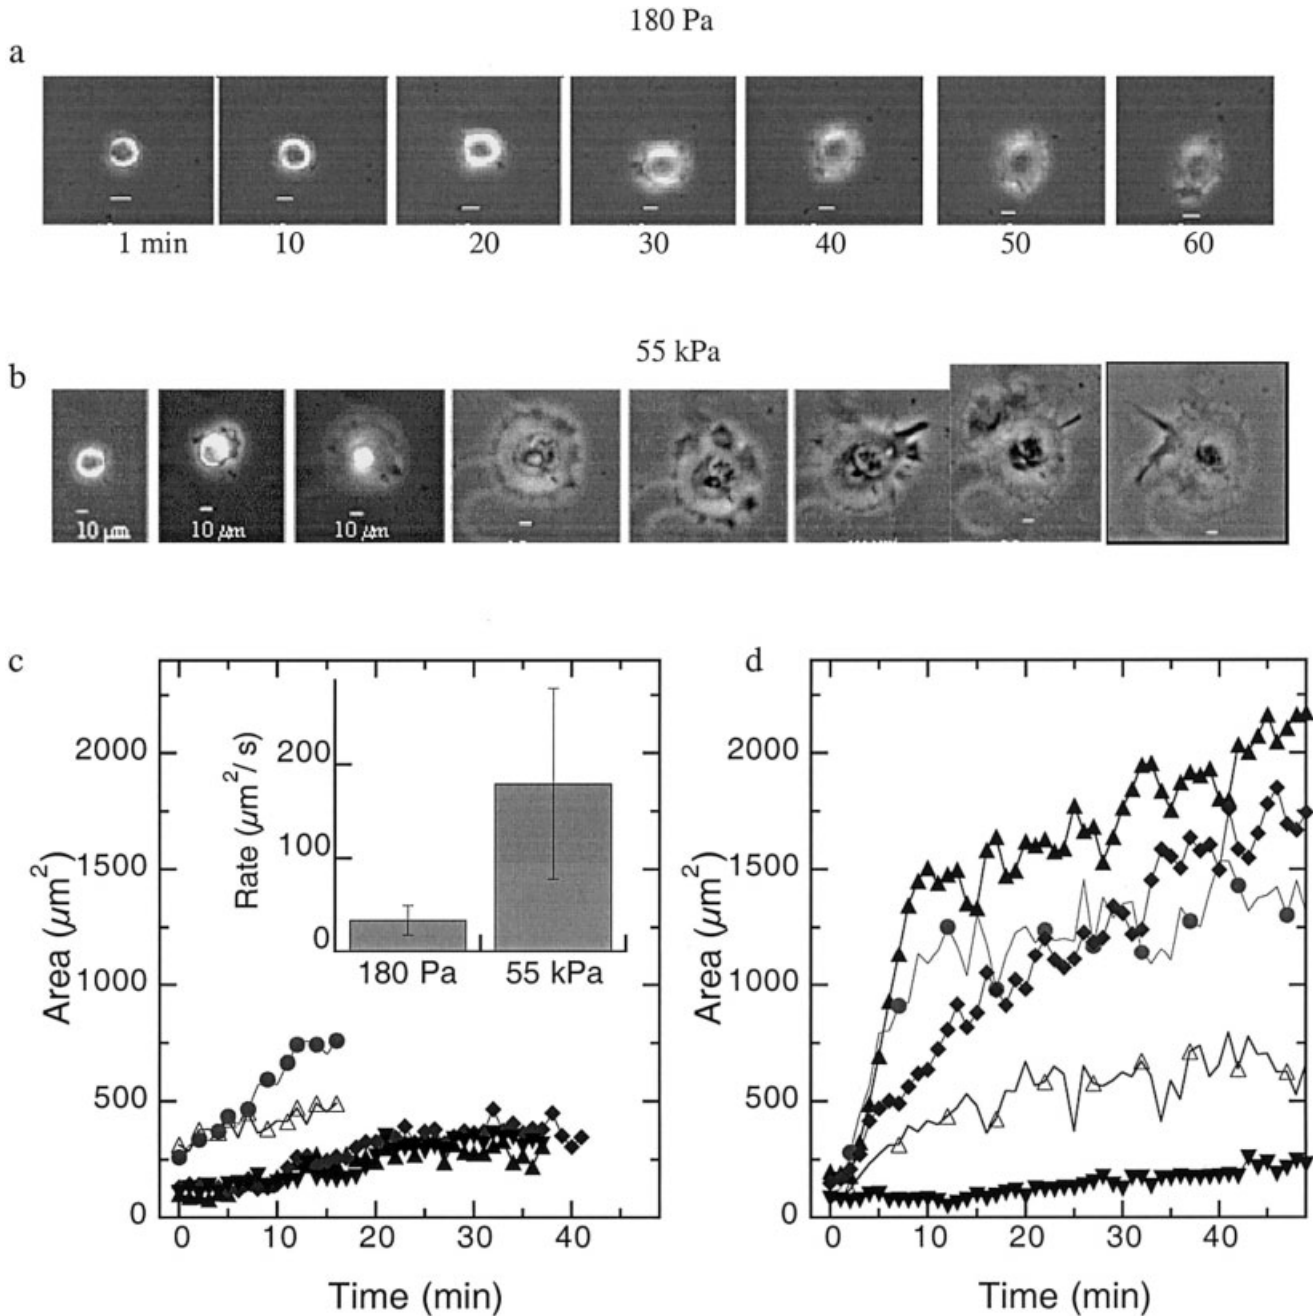 180 Pa
a
1 min 10 20 30 40 50 60
55 kPa
b
10 μm 10 μm 10 μm
c
d
2000
1500
1000
500
0
Area (μm²)
0 10 20 30 40
Time (min)
Rate (μm²/ s)
200
100
0
180 Pa 55 kPa
2000
1500
1000
500
0
Area (μm²)
0 10 20 30 40
Time (min)